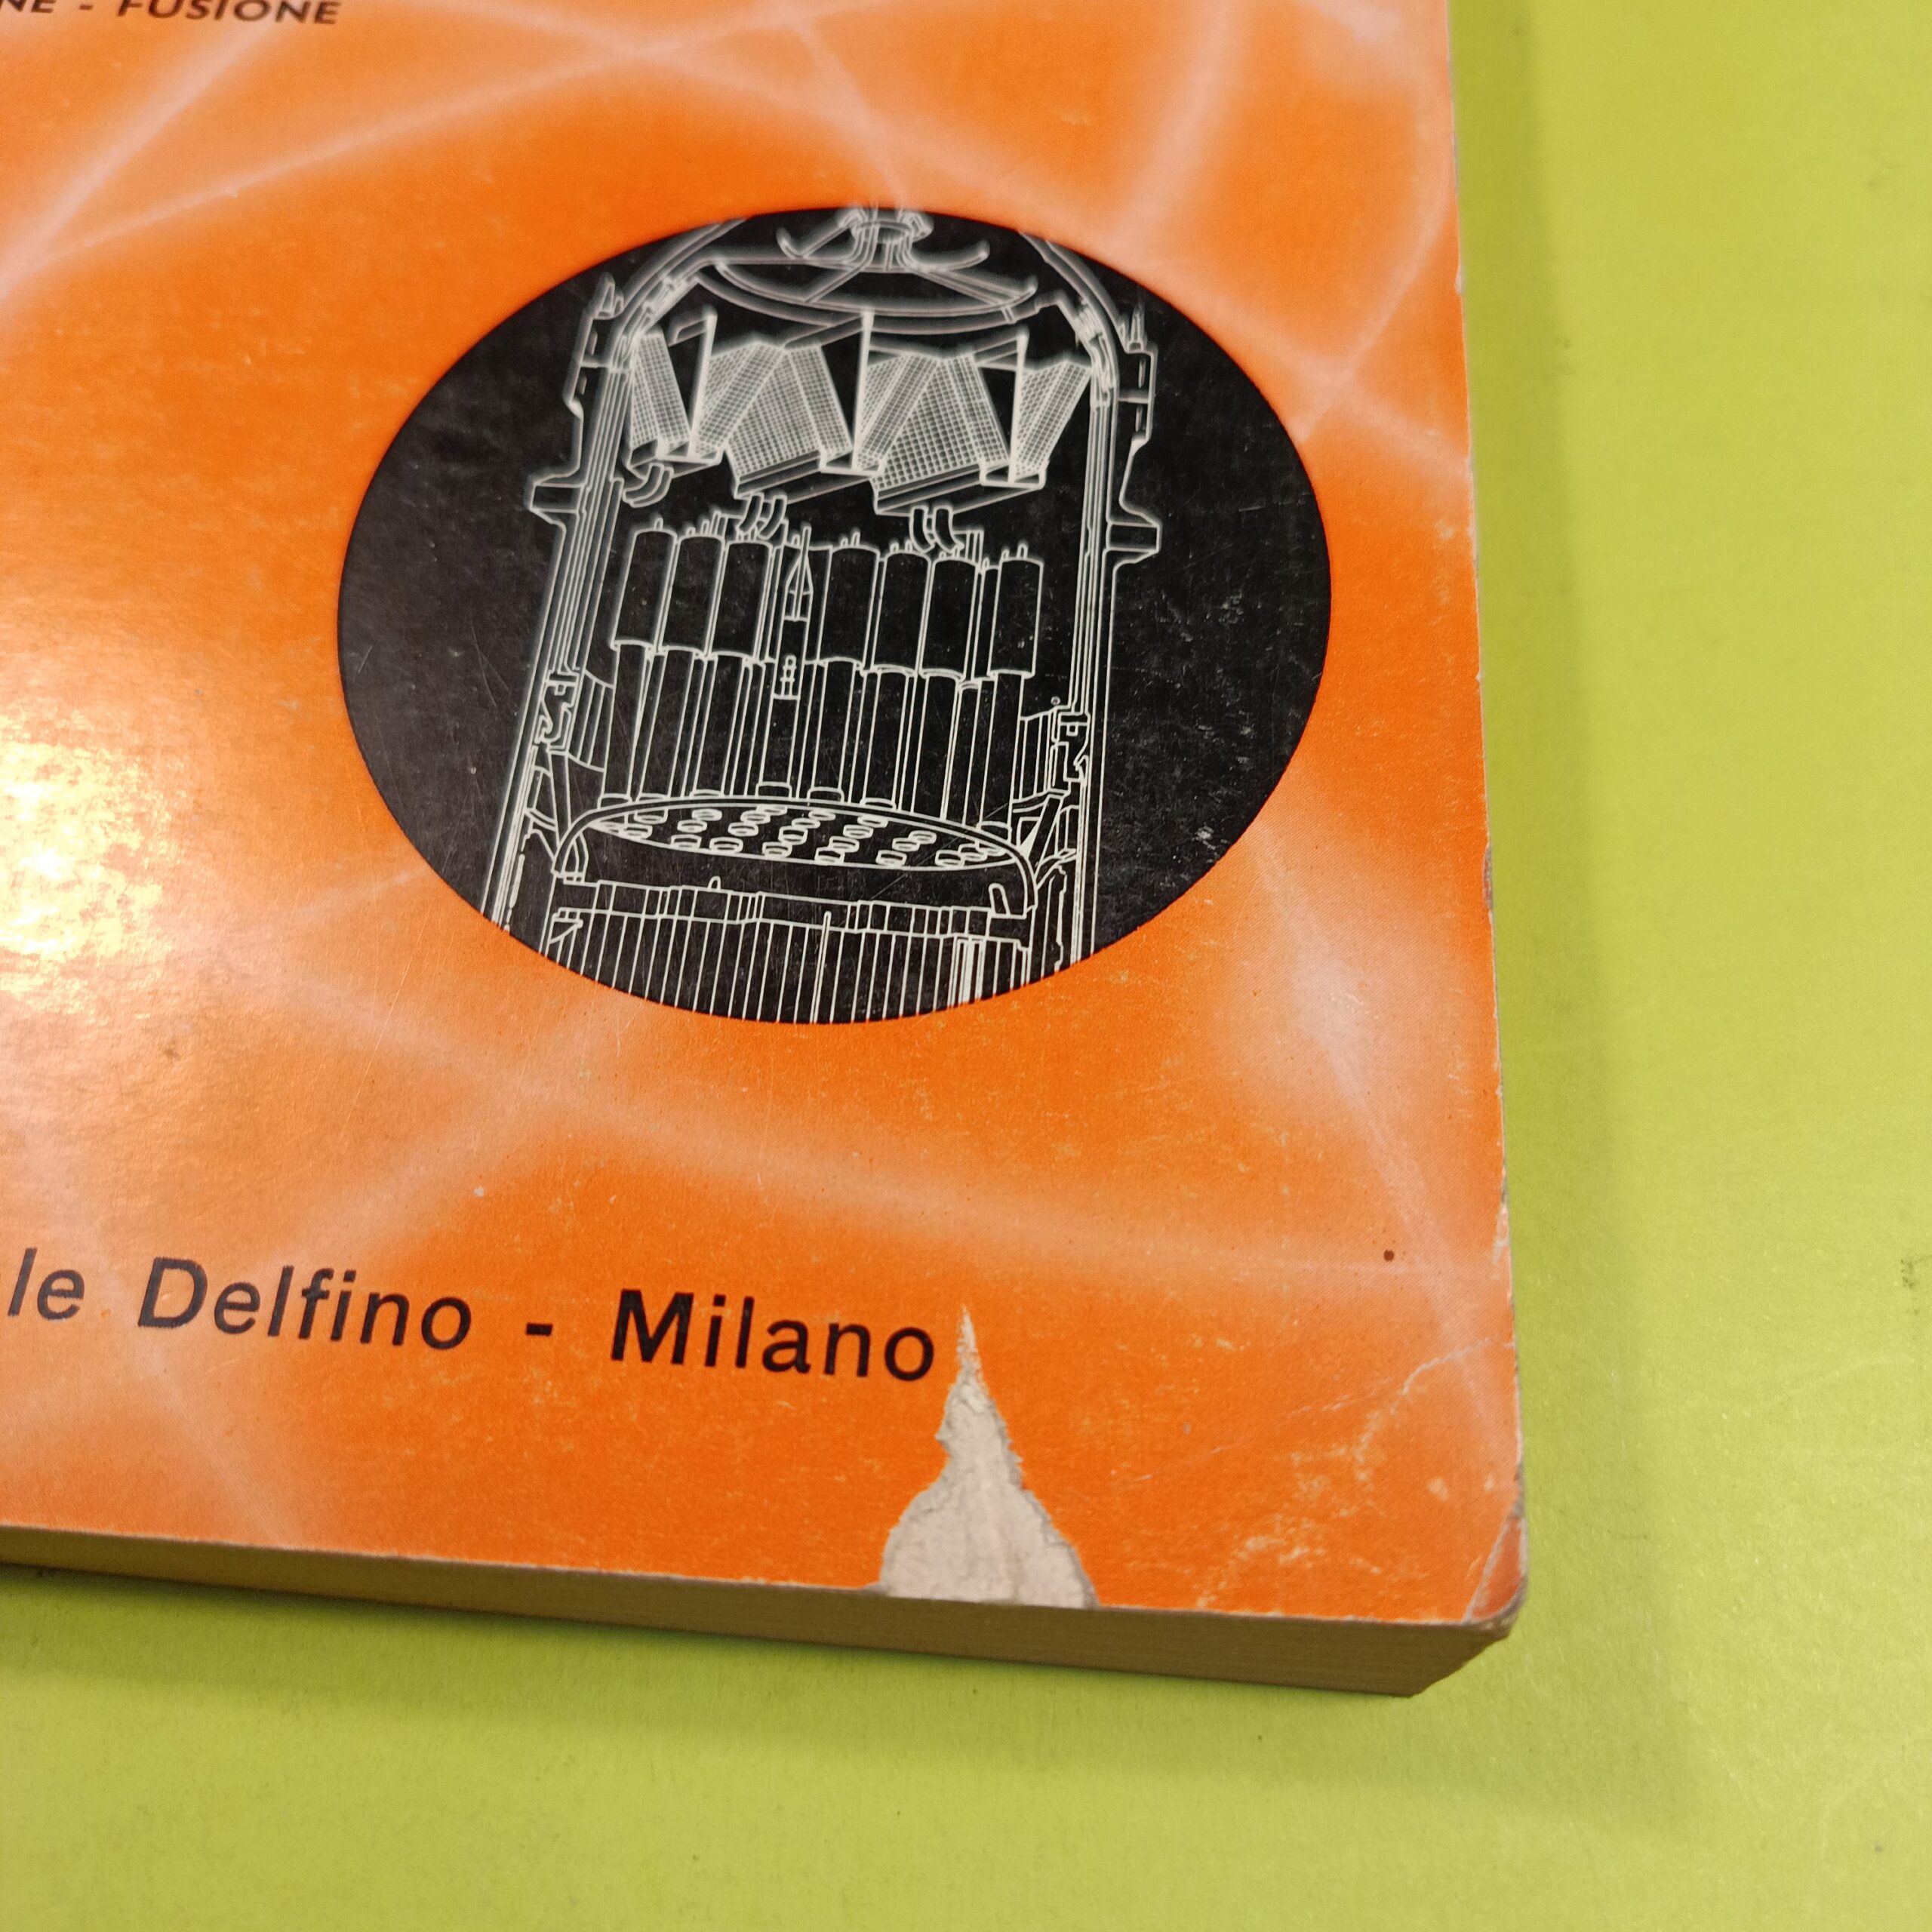 NE - FUSIONE
le Delfino - Milano